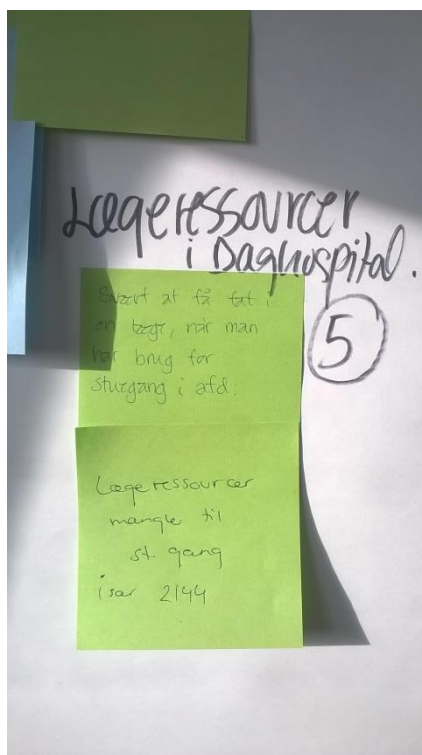 Lægeressourcer
i Daghospital.
5
Svært at få fat i
en læge, når man
har brug for
stuegang i afd.
Lægeressourcer
mangle til
st gang
især 2144